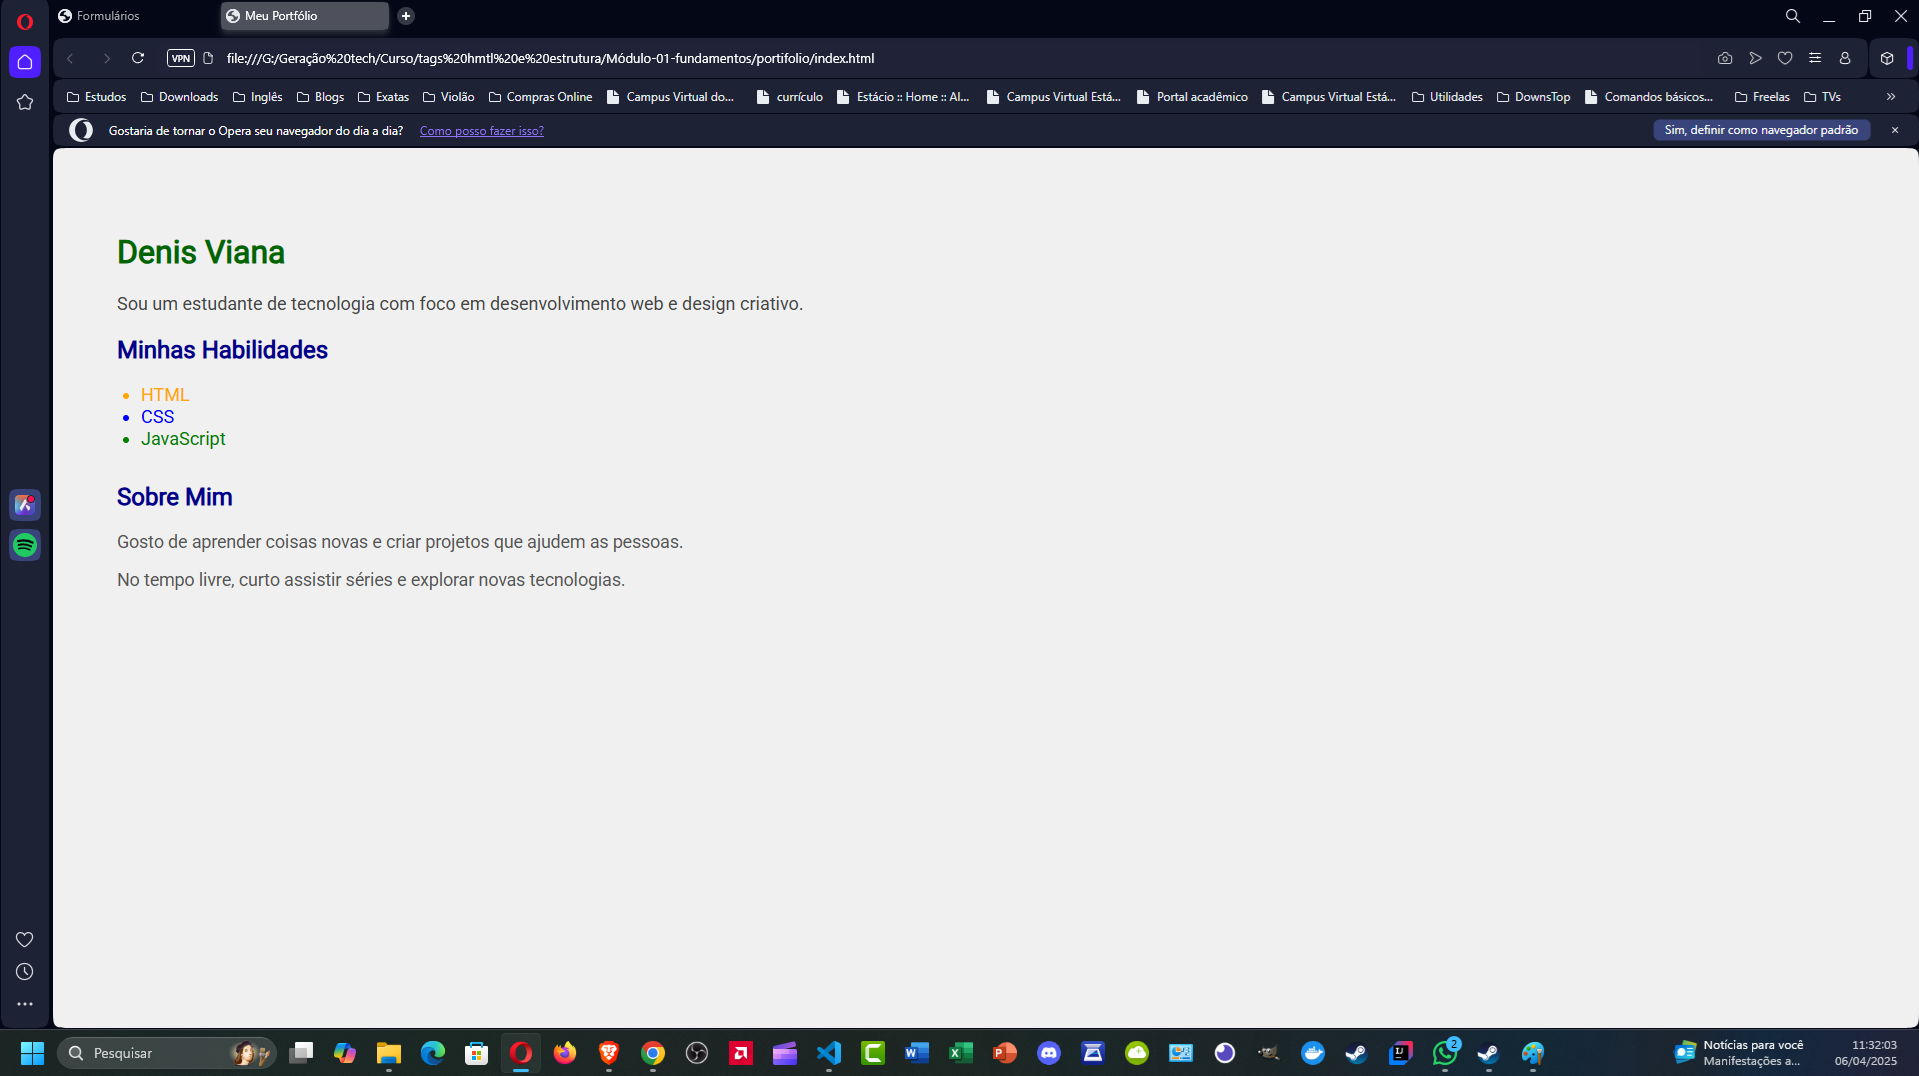 Formulários
Meu Portfólio
VPN
file:///G:/Geração%20tech/Curso/tags%20hmtl%20e%20estrutura/Módulo-01-fundamentos/portifolio/index.html
Estudos Downloads Inglês Blogs Exatas Violão Compras Online Campus Virtual do... currículo Estácio :: Home :: Al... Campus Virtual Está... Portal acadêmico Campus Virtual Está... Utilidades DownsTop Comandos básicos... Freelas TVs »
Gostaria de tornar o Opera seu navegador do dia a dia? Como posso fazer isso? Sim, definir como navegador padrão
Denis Viana
Sou um estudante de tecnologia com foco em desenvolvimento web e design criativo.
Minhas Habilidades
• HTML
• CSS
• JavaScript
Sobre Mim
Gosto de aprender coisas novas e criar projetos que ajudem as pessoas.
No tempo livre, curto assistir séries e explorar novas tecnologias.
Pesquisar
2
Notícias para você
Manifestações a...
11:32:03
06/04/2025